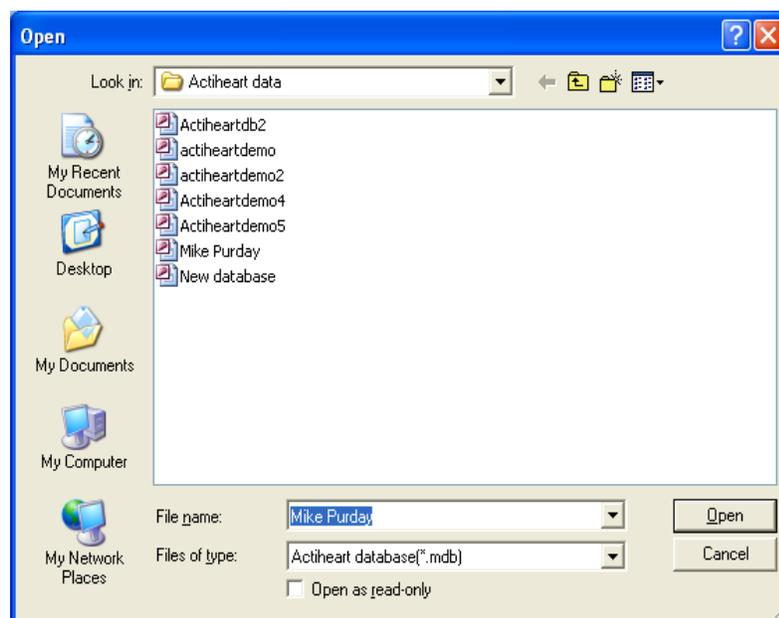 Open
Look in:
Actiheart data
My Recent
Documents
Desktop
My Documents
My Computer
My Network
Places
Actiheartdb2
actiheartdemo
actiheartdemo2
Actiheartdemo4
Actiheartdemo5
Mike Purday
New database
File name:
Mike Purday
Open
Files of type:
Actiheart database(*.mdb)
Cancel
Open as read-only